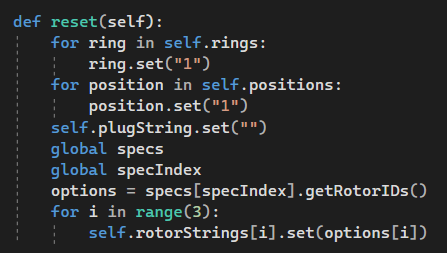 def reset(self):
    for ring in self.rings:
        ring.set("1")
    for position in self.positions:
        position.set("1")
    self.plugString.set("")
    global specs
    global specIndex
    options = specs[specIndex].getRotorIDs()
    for i in range(3):
        self.rotorStrings[i].set(options[i])